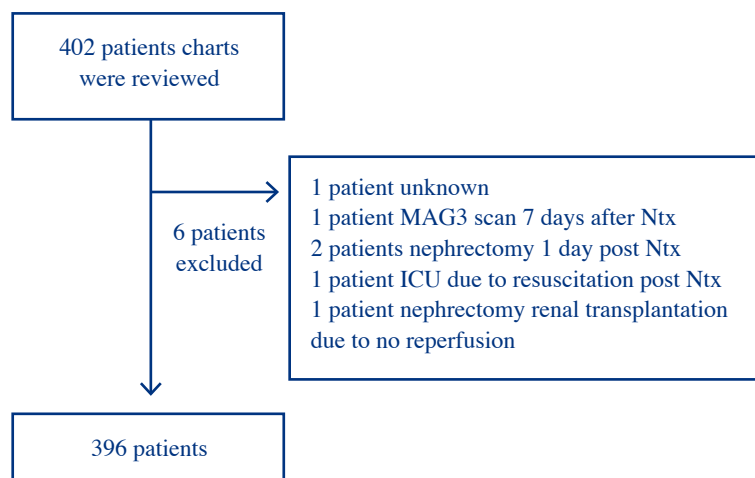 402 patients charts
were reviewed
6 patients
excluded
1 patient unknown
1 patient MAG3 scan 7 days after Ntx
2 patients nephrectomy 1 day post Ntx
1 patient ICU due to resuscitation post Ntx
1 patient nephrectomy renal transplantation
due to no reperfusion
396 patients